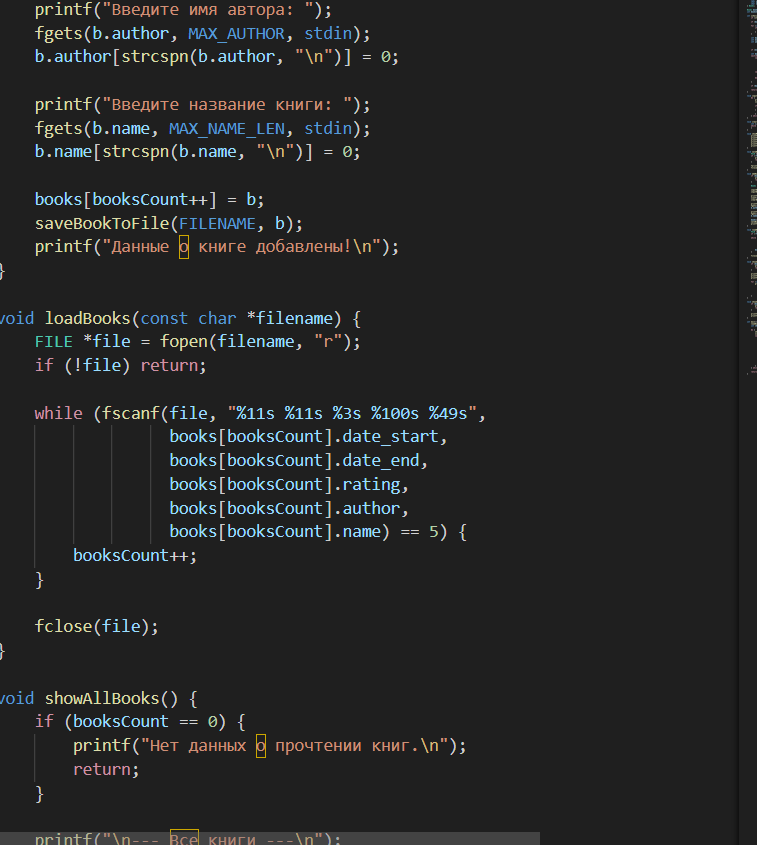 printf("Введите имя автора: ");
fgets(b.author, MAX_AUTHOR, stdin);
b.author[strcspn(b.author, "\n")] = 0;
printf("Введите название книги: ");
fgets(b.name, MAX_NAME_LEN, stdin);
b.name[strcspn(b.name, "\n")] = 0;
books[booksCount++] = b;
saveBookToFile(FILENAME, b);
printf("Данные о книге добавлены!\n");
}
void loadBooks(const char *filename) {
FILE *file = fopen(filename, "r");
if (!file) return;
while (fscanf(file, "%11s %11s %3s %100s %49s",
books[booksCount].date_start,
books[booksCount].date_end,
books[booksCount].rating,
books[booksCount].author,
books[booksCount].name) == 5) {
booksCount++;
}
fclose(file);
}
void showAllBooks() {
if (booksCount == 0) {
printf("Нет данных о прочтении книг.\n");
return;
}
printf("\n--- Все книги ---\n");